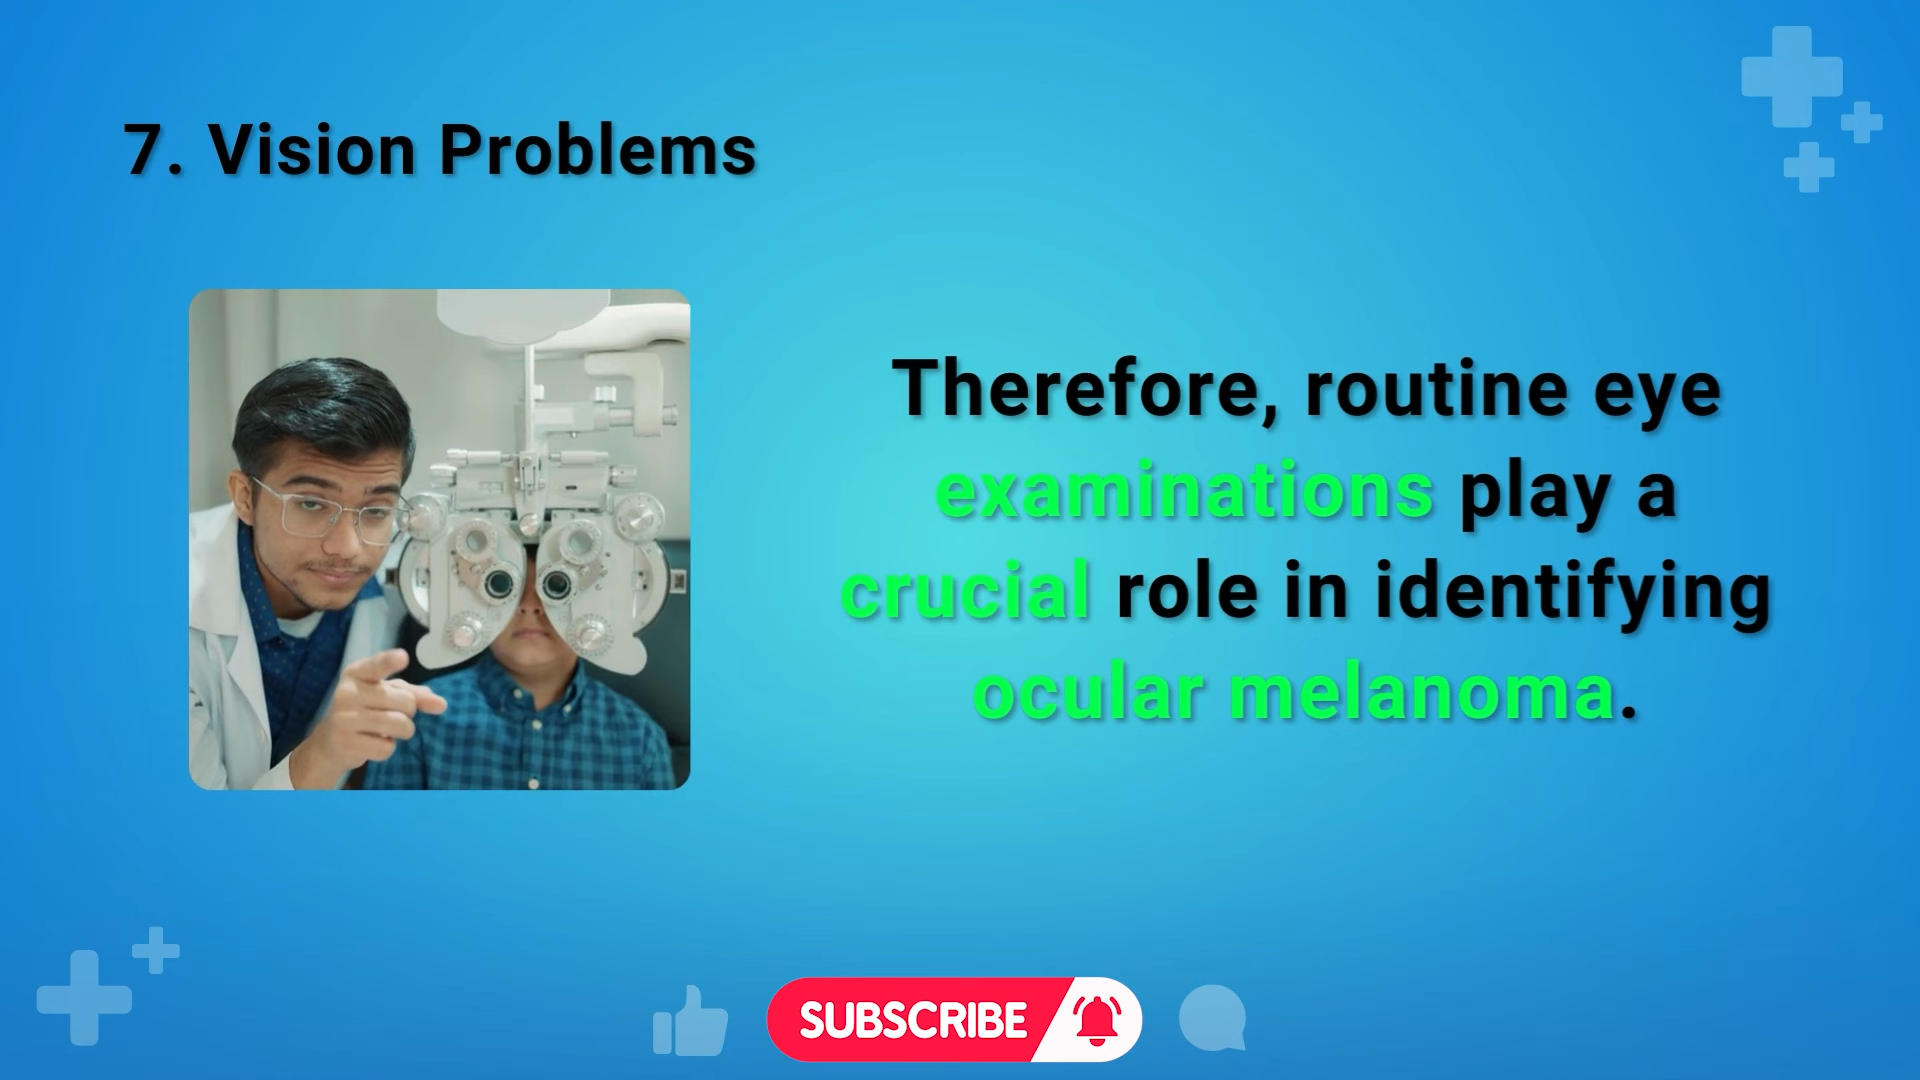 7. Vision Problems
Therefore, routine eye
examinations play a
crucial role in identifying
ocular melanoma.
SUBSCRIBE